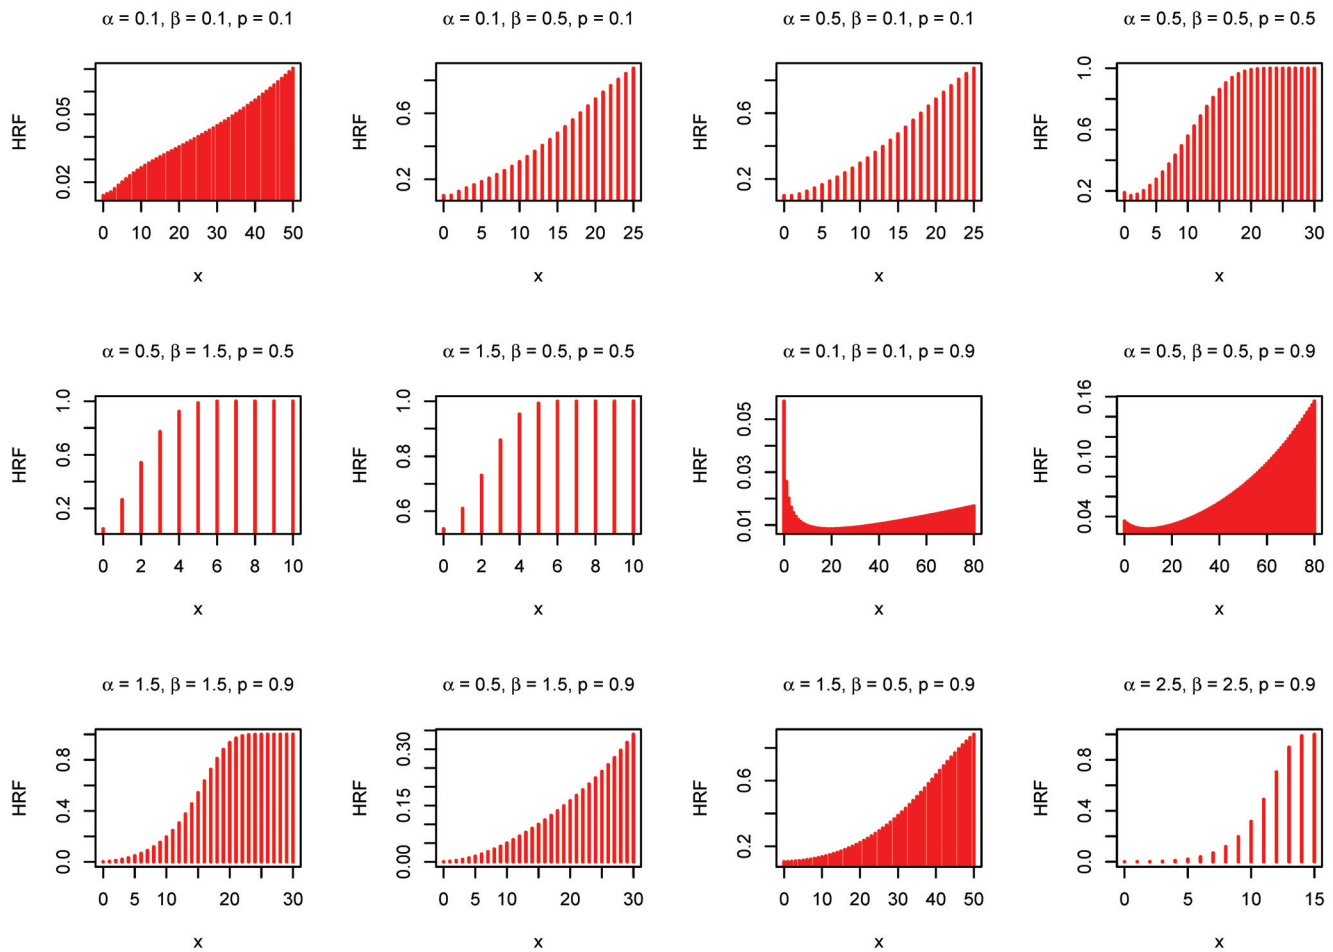 α = 0.1, β = 0.1, p = 0.1
HRF
0.02 0.05
0 10 20 30 40 50
x
α = 0.1, β = 0.5, p = 0.1
HRF
0.2 0.6
0 5 10 15 20 25
x
α = 0.5, β = 0.1, p = 0.1
HRF
0.2 0.6
0 5 10 15 20 25
x
α = 0.5, β = 0.5, p = 0.5
HRF
0.2 0.6 1.0
0 5 10 20 30
x
α = 0.5, β = 1.5, p = 0.5
HRF
0.2 0.6 1.0
0 2 4 6 8 10
x
α = 1.5, β = 0.5, p = 0.5
HRF
0.6 0.8 1.0
0 2 4 6 8 10
x
α = 0.1, β = 0.1, p = 0.9
HRF
0.01 0.03 0.05
0 20 40 60 80
x
α = 0.5, β = 0.5, p = 0.9
HRF
0.04 0.10 0.16
0 20 40 60 80
x
α = 1.5, β = 1.5, p = 0.9
HRF
0.0 0.4 0.8
0 5 10 20 30
x
α = 0.5, β = 1.5, p = 0.9
HRF
0.00 0.15 0.30
0 5 10 20 30
x
α = 1.5, β = 0.5, p = 0.9
HRF
0.2 0.6
0 10 20 30 40 50
x
α = 2.5, β = 2.5, p = 0.9
HRF
0.0 0.4 0.8
0 5 10 15
x